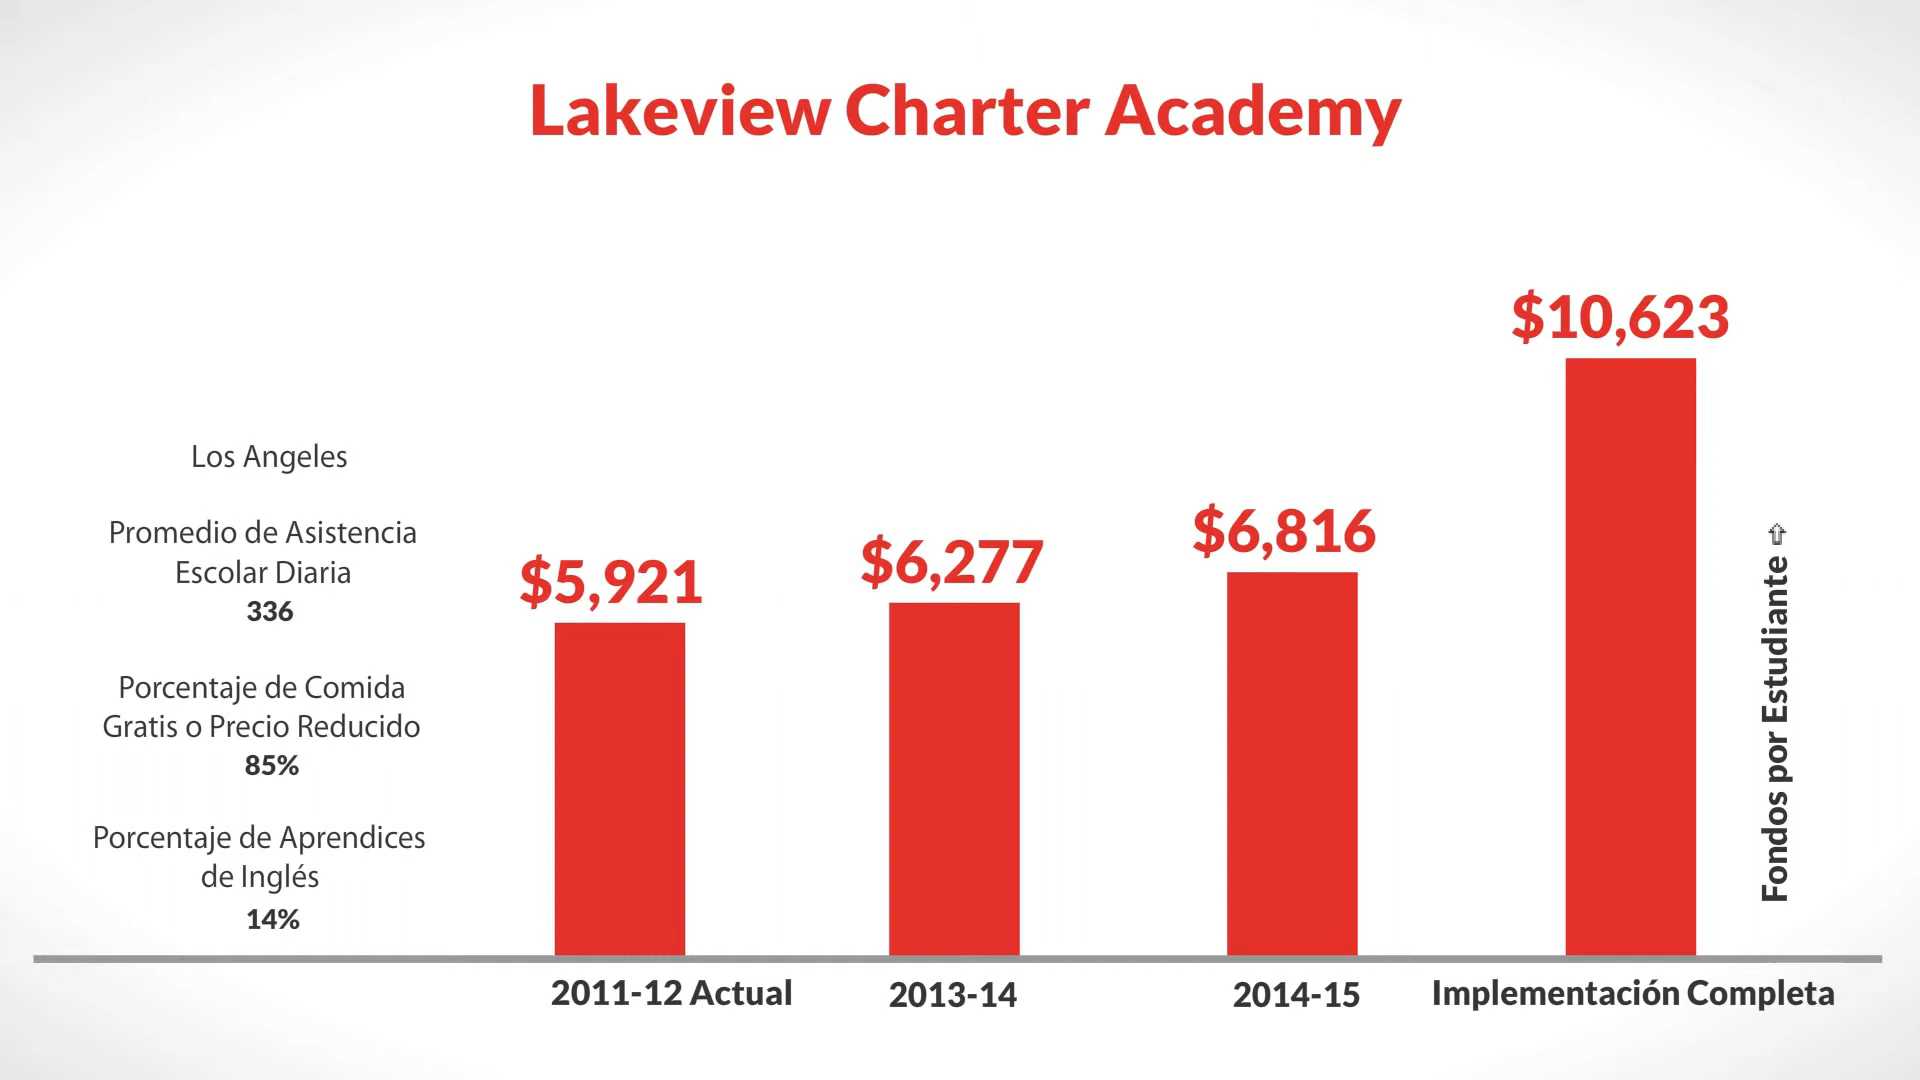 Lakeview Charter Academy
Los Angeles
Promedio de Asistencia
Escolar Diaria
336
Porcentaje de Comida
Gratis o Precio Reducido
85%
Porcentaje de Aprendices
de Inglés
14%
$5,921
$6,277
$6,816
$10,623
Fondos por Estudiante ⇧
2011-12 Actual
2013-14
2014-15
Implementación Completa